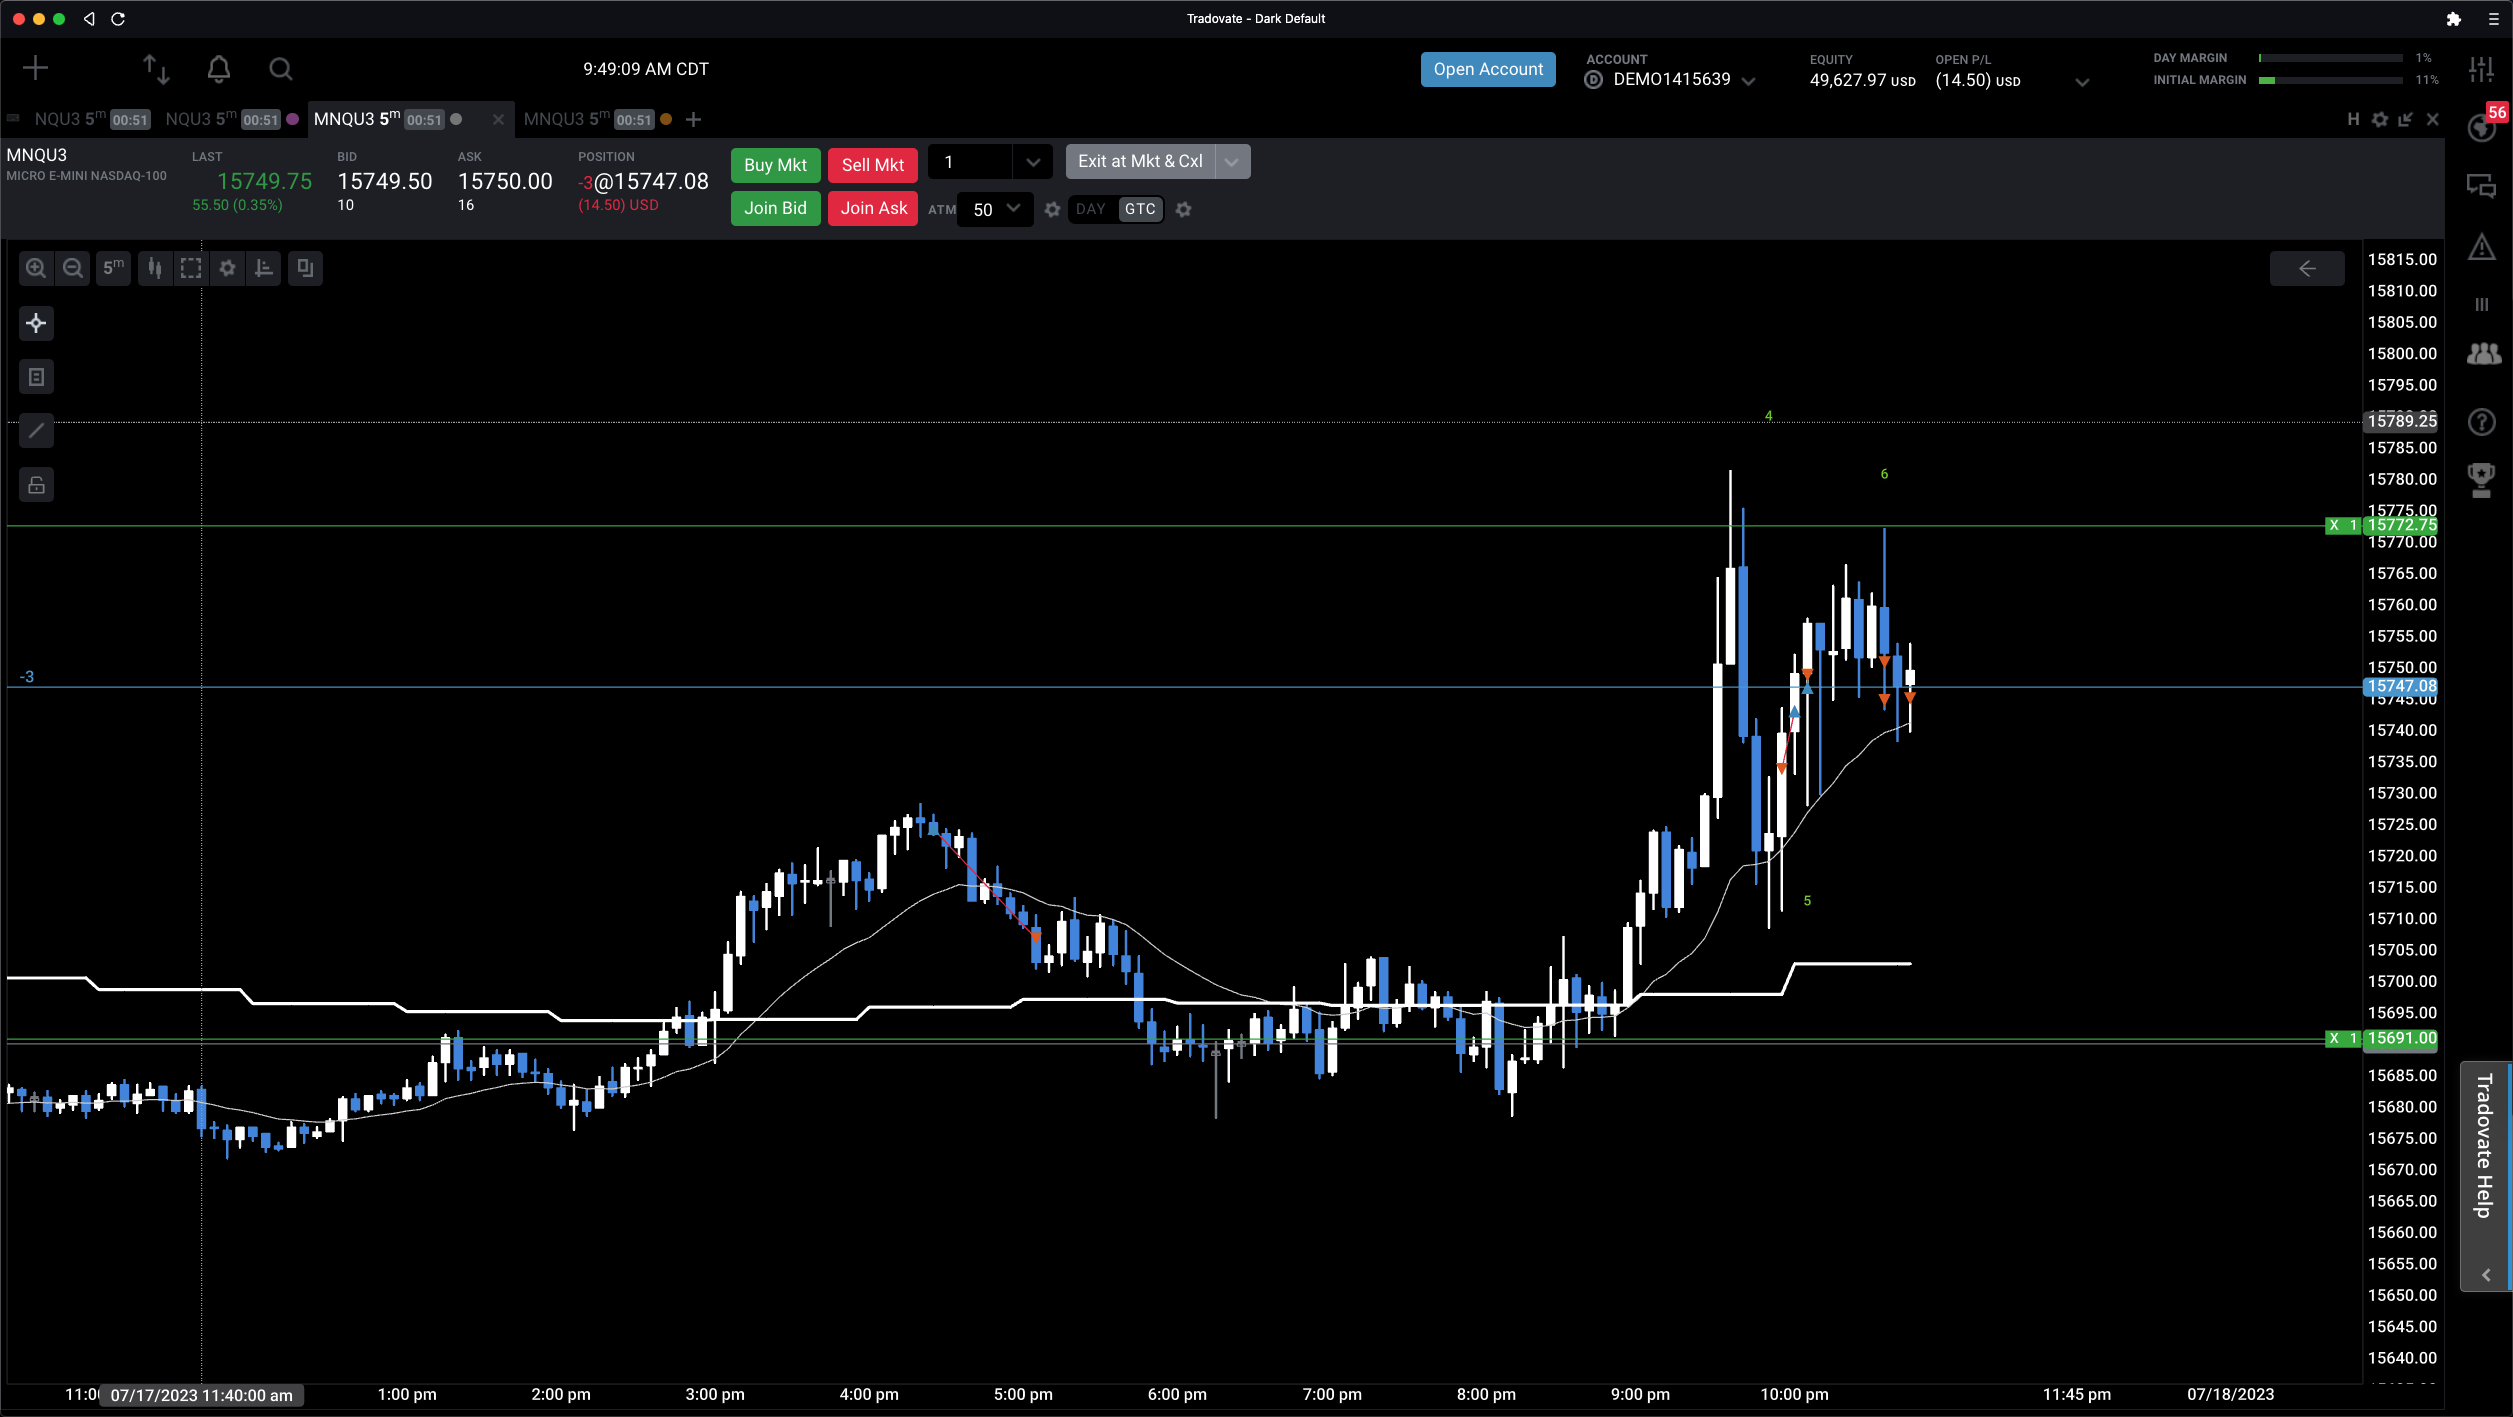 Tradovate - Dark Default
9:49:09 AM CDT
Open Account
ACCOUNT
D DEMO1415639
EQUITY
49,627.97 USD
OPEN P/L
(14.50) USD
DAY MARGIN 1%
INITIAL MARGIN 11%
NQU3 5m 00:51
NQU3 5m 00:51
MNQU3 5m 00:51
MNQU3 5m 00:51
H
56
MNQU3
MICRO E-MINI NASDAQ-100
LAST
15749.75
55.50 (0.35%)
BID
15749.50
10
ASK
15750.00
16
POSITION
-3@15747.08
(14.50) USD
Buy Mkt
Sell Mkt
1
Exit at Mkt & Cxl
Join Bid
Join Ask
ATM
50
DAY
GTC
5m
15815.00
15810.00
15805.00
15800.00
15795.00
4
15789.25
15785.00
6
15780.00
15775.00
X 1 15772.75
15770.00
15765.00
15760.00
15755.00
15750.00
-3
15747.08
15745.00
15740.00
15735.00
15730.00
15725.00
15720.00
15715.00
5
15710.00
15705.00
15700.00
15695.00
X 1 15691.00
15685.00
15680.00
15675.00
15670.00
15665.00
15660.00
15655.00
15650.00
15645.00
15640.00
Tradovate Help
07/17/2023 11:40:00 am
1:00 pm
2:00 pm
3:00 pm
4:00 pm
5:00 pm
6:00 pm
7:00 pm
8:00 pm
9:00 pm
10:00 pm
11:45 pm
07/18/2023